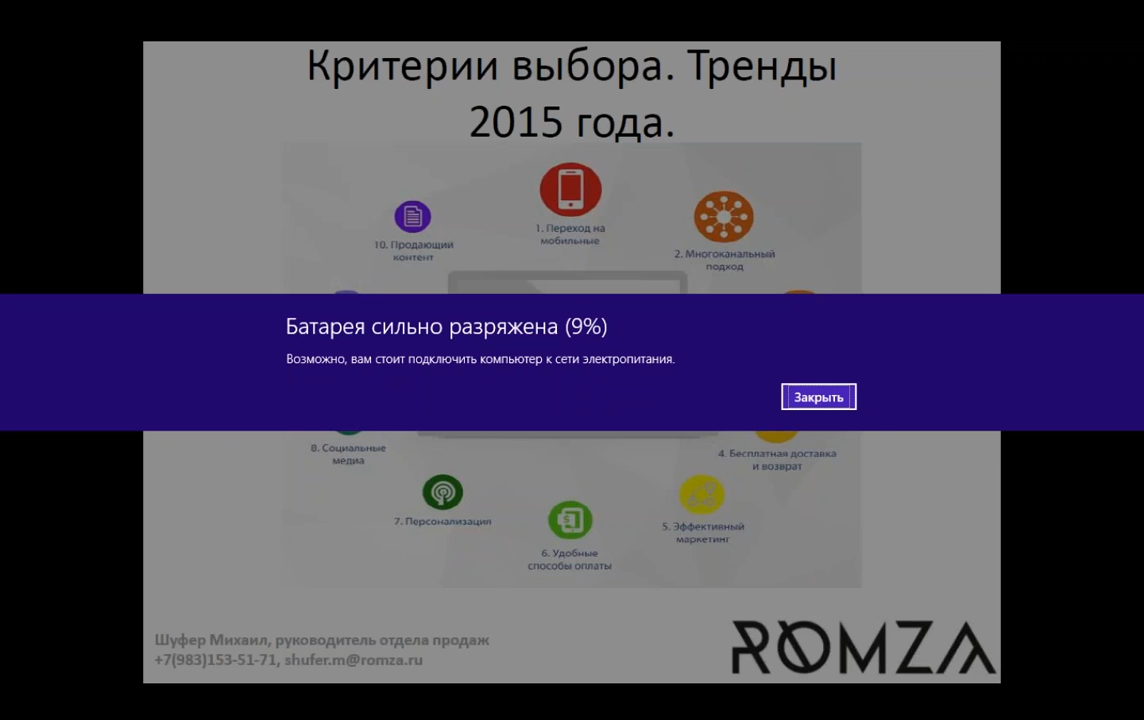 Критерии выбора. Тренды
2015 года.
1. Переход на
мобильные
10. Продающий
контент
2. Многоканальный
подход
Батарея сильно разряжена (9%)
Возможно, вам стоит подключить компьютер к сети электропитания.
Закрыть
8. Социальные
медиа
4. Бесплатная доставка
и возврат
7. Персонализация
5. Эффективный
маркетинг
6. Удобные
способы оплаты
Шуфер Михаил, руководитель отдела продаж
+7(983)153-51-71, shufer.m@romza.ru
ROMZA